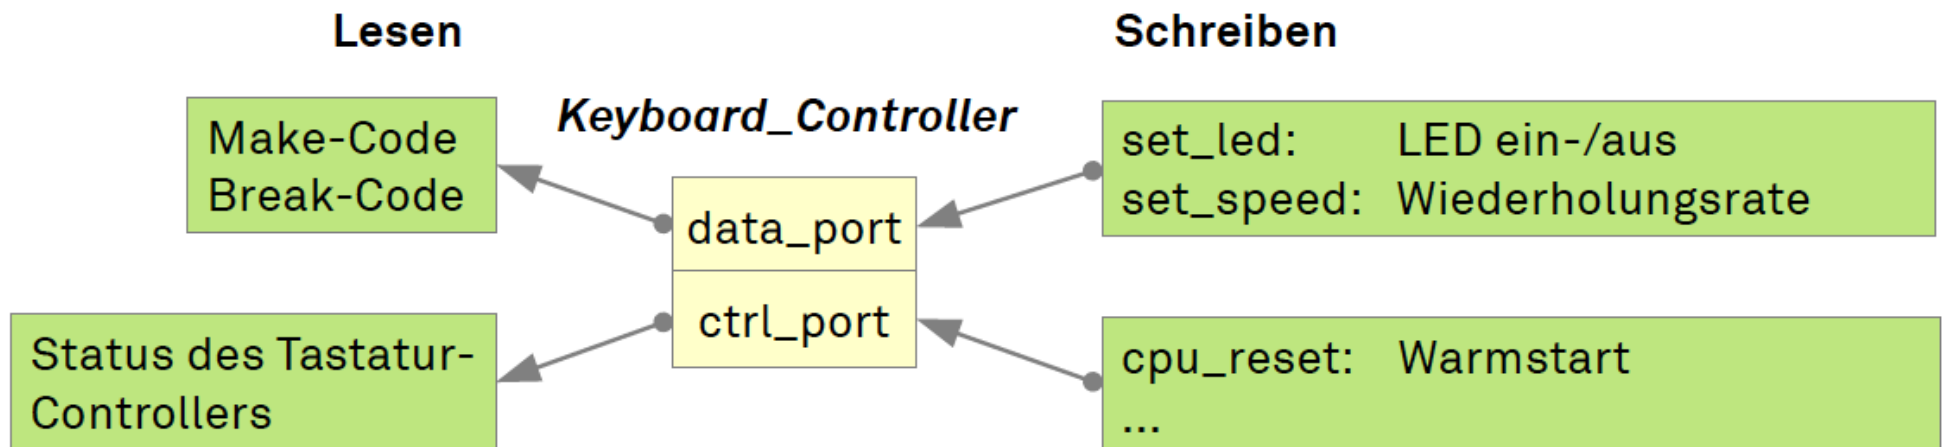 Lesen
Schreiben
Keyboard_Controller
Make-Code
Break-Code
data_port
set_led: LED ein-/aus
set_speed: Wiederholungsrate
Status des Tastatur-
Controllers
ctrl_port
cpu_reset: Warmstart
...